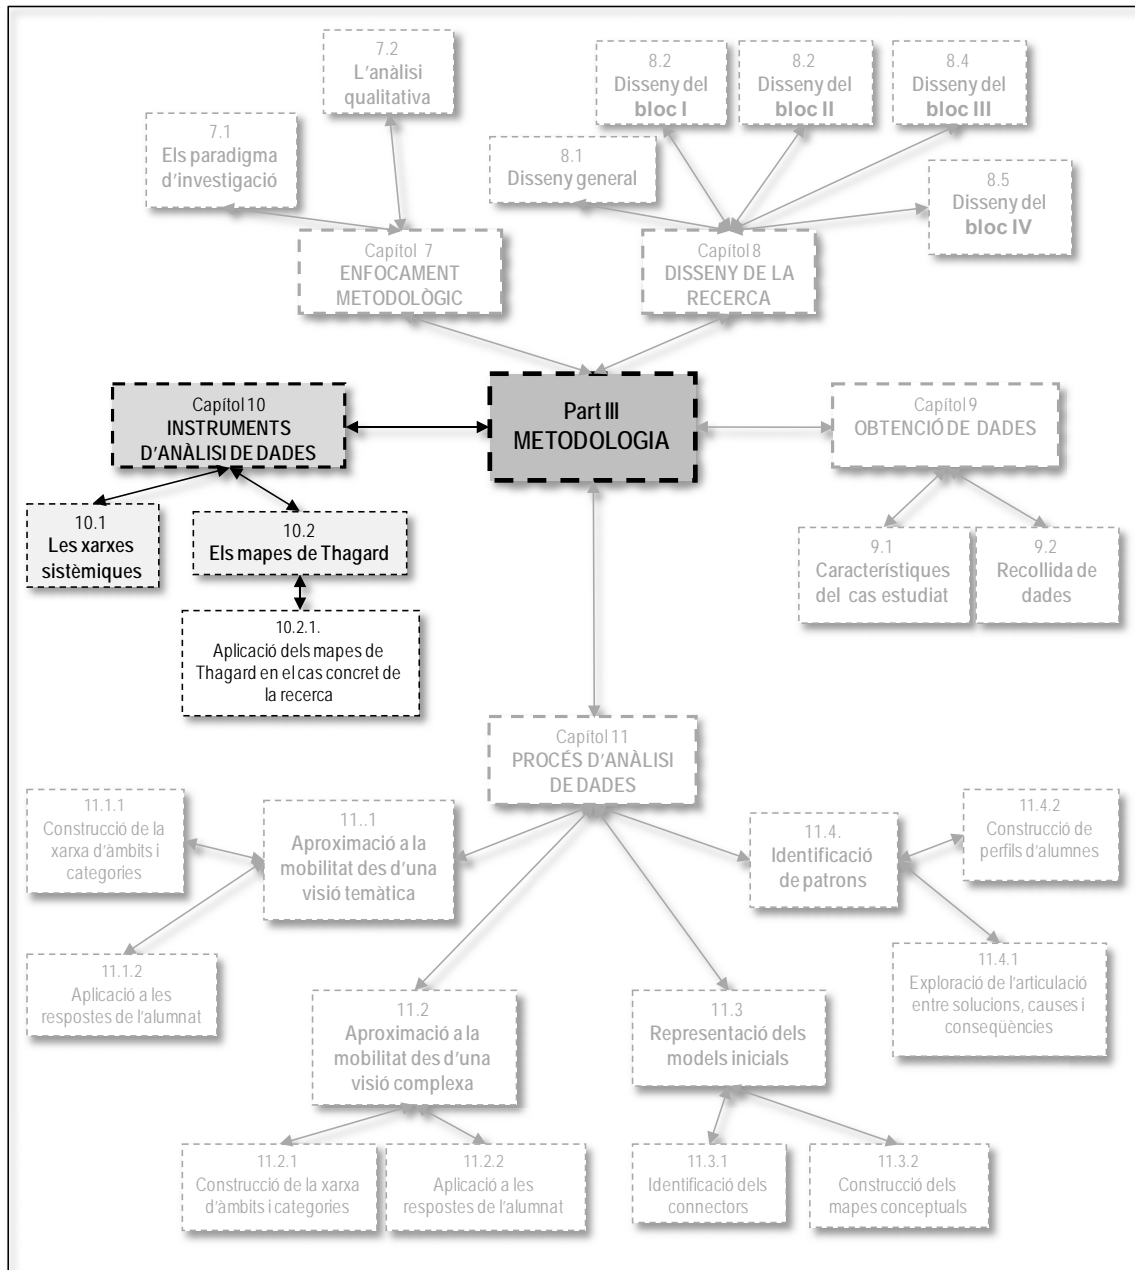 7.2
L'anàlisi
qualitativa
8.2
Disseny del
bloc I
8.2
Disseny del
bloc II
8.4
Disseny del
bloc III
7.1
Els paradigma
d'investigació
8.1
Disseny general
8.5
Disseny del
bloc IV
Capítol 7
ENFOCAMENT
METODOLÒGIC
Capítol 8
DISSENY DE LA
RECERCA
Capítol 10
INSTRUMENTS
D'ANÀLISI DE DADES
Part III
METODOLOGIA
Capítol 9
OBTENCIÓ DE DADES
10.1
Les xarxes
sistèmiques
10.2
Els mapes de Thagard
9.1
Característiques
del cas estudiat
9.2
Recollida de
dades
10.2.1.
Aplicació dels mapes de
Thagard en el cas concret de
la recerca
Capítol 11
PROCÉS D'ANÀLISI
DE DADES
11.1.1
Construcció de la
xarxa d'àmbits i
categories
11..1
Aproximació a la
mobilitat des d'una
visió temàtica
11.4.
Identificació
de patrons
11.4.2
Construcció de
perfils d'alumnes
11.1.2
Aplicació a les
respostes de l'alumnat
11.4.1
Exploració de l'articulació
entre solucions, causes i
conseqüències
11.2
Aproximació a la
mobilitat des d'una
visió complexa
11.3
Representació dels
models inicials
11.2.1
Construcció de la xarxa
d'àmbits i categories
11.2.2
Aplicació a les
respostes de l'alumnat
11.3.1
Identificació dels
connectors
11.3.2
Construcció dels
mapes conceptuals